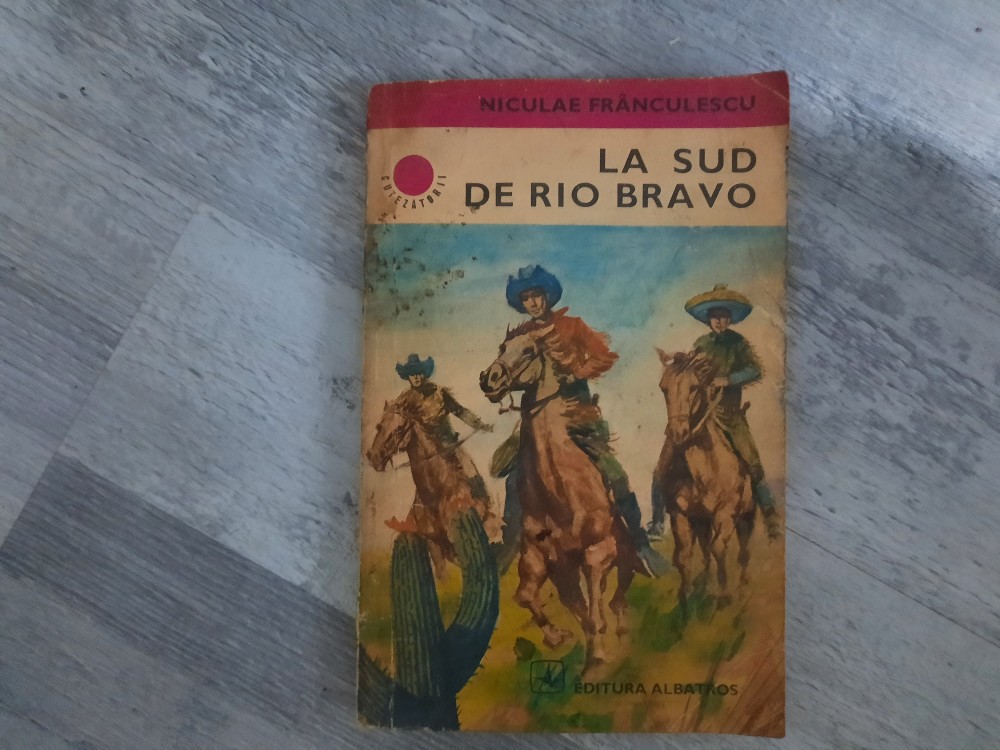 NICULAE FRÂNCULESCU
LA SUD
DE RIO BRAVO
CUTEZĂTORII
EDITURA ALBATROS